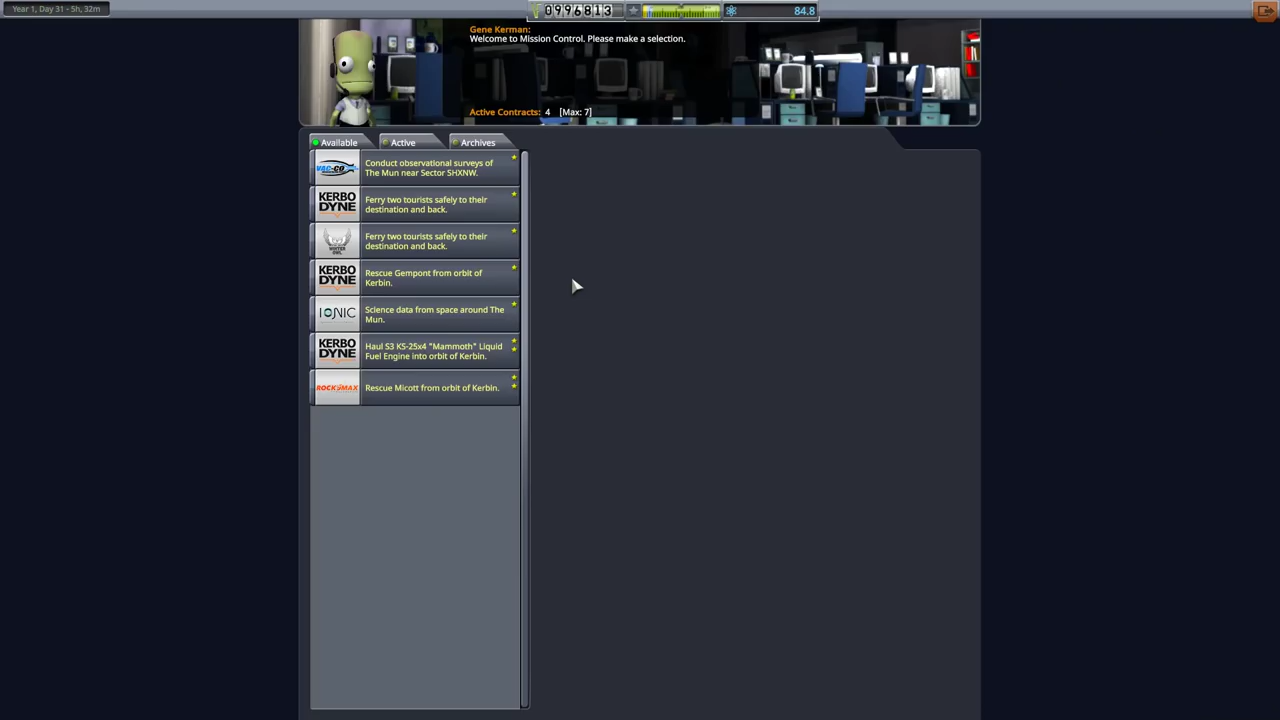 Year 1, Day 31 - 5h, 32m
0996813
84.8
Gene Kerman:
Welcome to Mission Control. Please make a selection.
Active Contracts: 4 [Max: 7]
Available
Active
Archives
VAC-CO
Conduct observational surveys of
The Mun near Sector SHXNW.
KERBO
DYNE
Ferry two tourists safely to their
destination and back.
WINTER
OWL
Ferry two tourists safely to their
destination and back.
KERBO
DYNE
Rescue Gempont from orbit of
Kerbin.
IONIC
Science data from space around The
Mun.
KERBO
DYNE
Haul S3 KS-25x4 "Mammoth" Liquid
Fuel Engine into orbit of Kerbin.
ROCKOMAX
Rescue Micott from orbit of Kerbin.